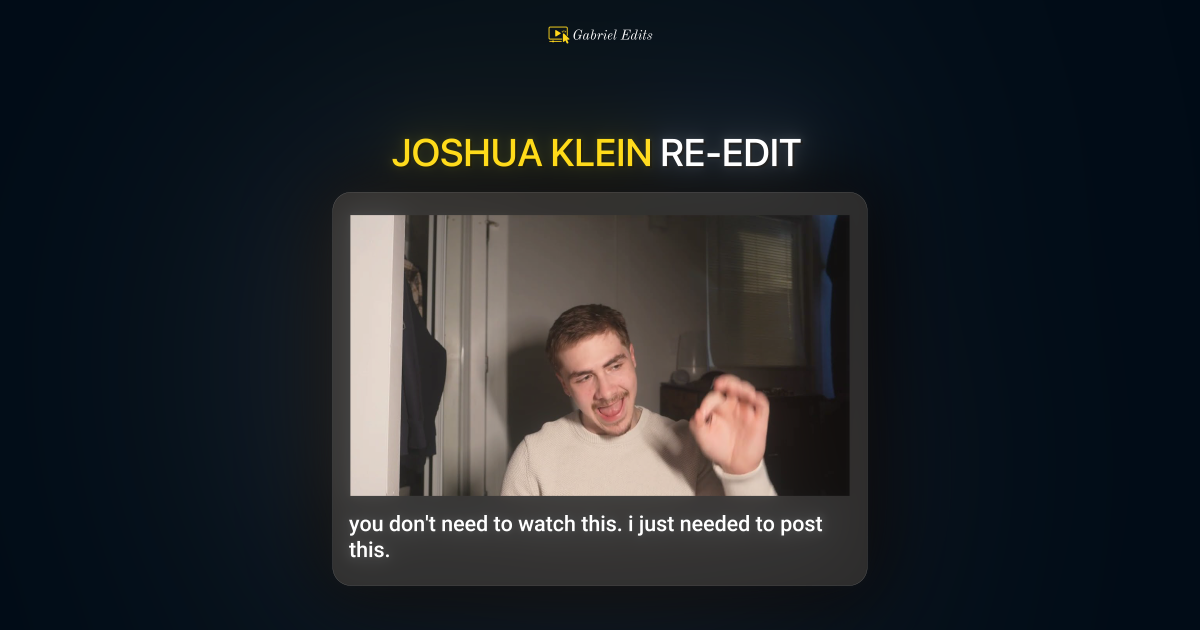 Gabriel Edits
JOSHUA KLEIN RE-EDIT
you don't need to watch this. i just needed to post
this.